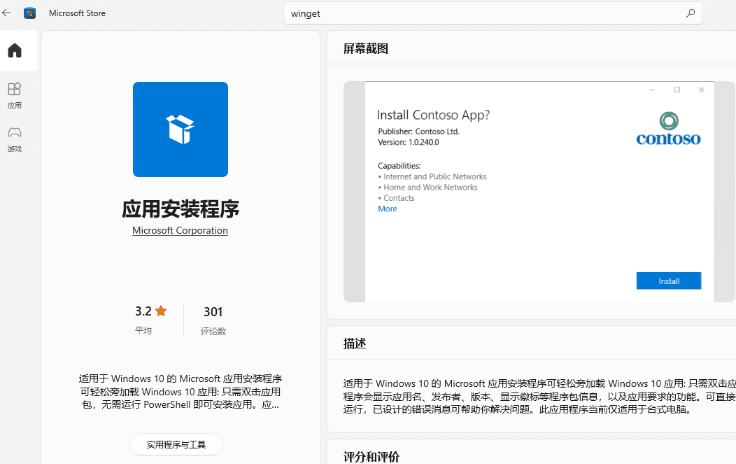 Microsoft Store
winget
应用
游戏
应用安装程序
Microsoft Corporation
3.2
平均
301
评论数
适用于 Windows 10 的 Microsoft 应用安装程序
可轻松旁加载 Windows 10 应用: 只需双击应用
包，无需运行 PowerShell 即可安装应用。应...
实用程序与工具
屏幕截图
Install Contoso App?
Publisher: Contoso Ltd.
Version: 1.0.240.0
contoso
Capabilities:
• Internet and Public Networks
• Home and Work Networks
• Contacts
More
Install
描述
适用于 Windows 10 的 Microsoft 应用安装程序可轻松旁加载 Windows 10 应用: 只需双击应
程序会显示应用名、发布者、版本、显示徽标等程序包信息，以及应用要求的功能。可直接
运行，已设计的错误消息可帮助你解决问题。此应用程序当前仅适用于台式电脑。
评分和评价